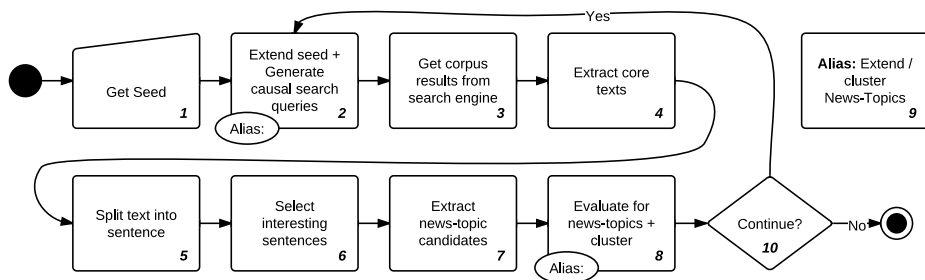 Yes
Get Seed
1
Extend seed +
Generate
causal search
queries
2
Alias:
Get corpus
results from
search engine
3
Extract core
texts
4
Alias: Extend /
cluster
News-Topics
9
Split text into
sentence
5
Select
interesting
sentences
6
Extract
news-topic
candidates
7
Evaluate for
news-topics +
cluster
8
Alias:
Continue?
10
No